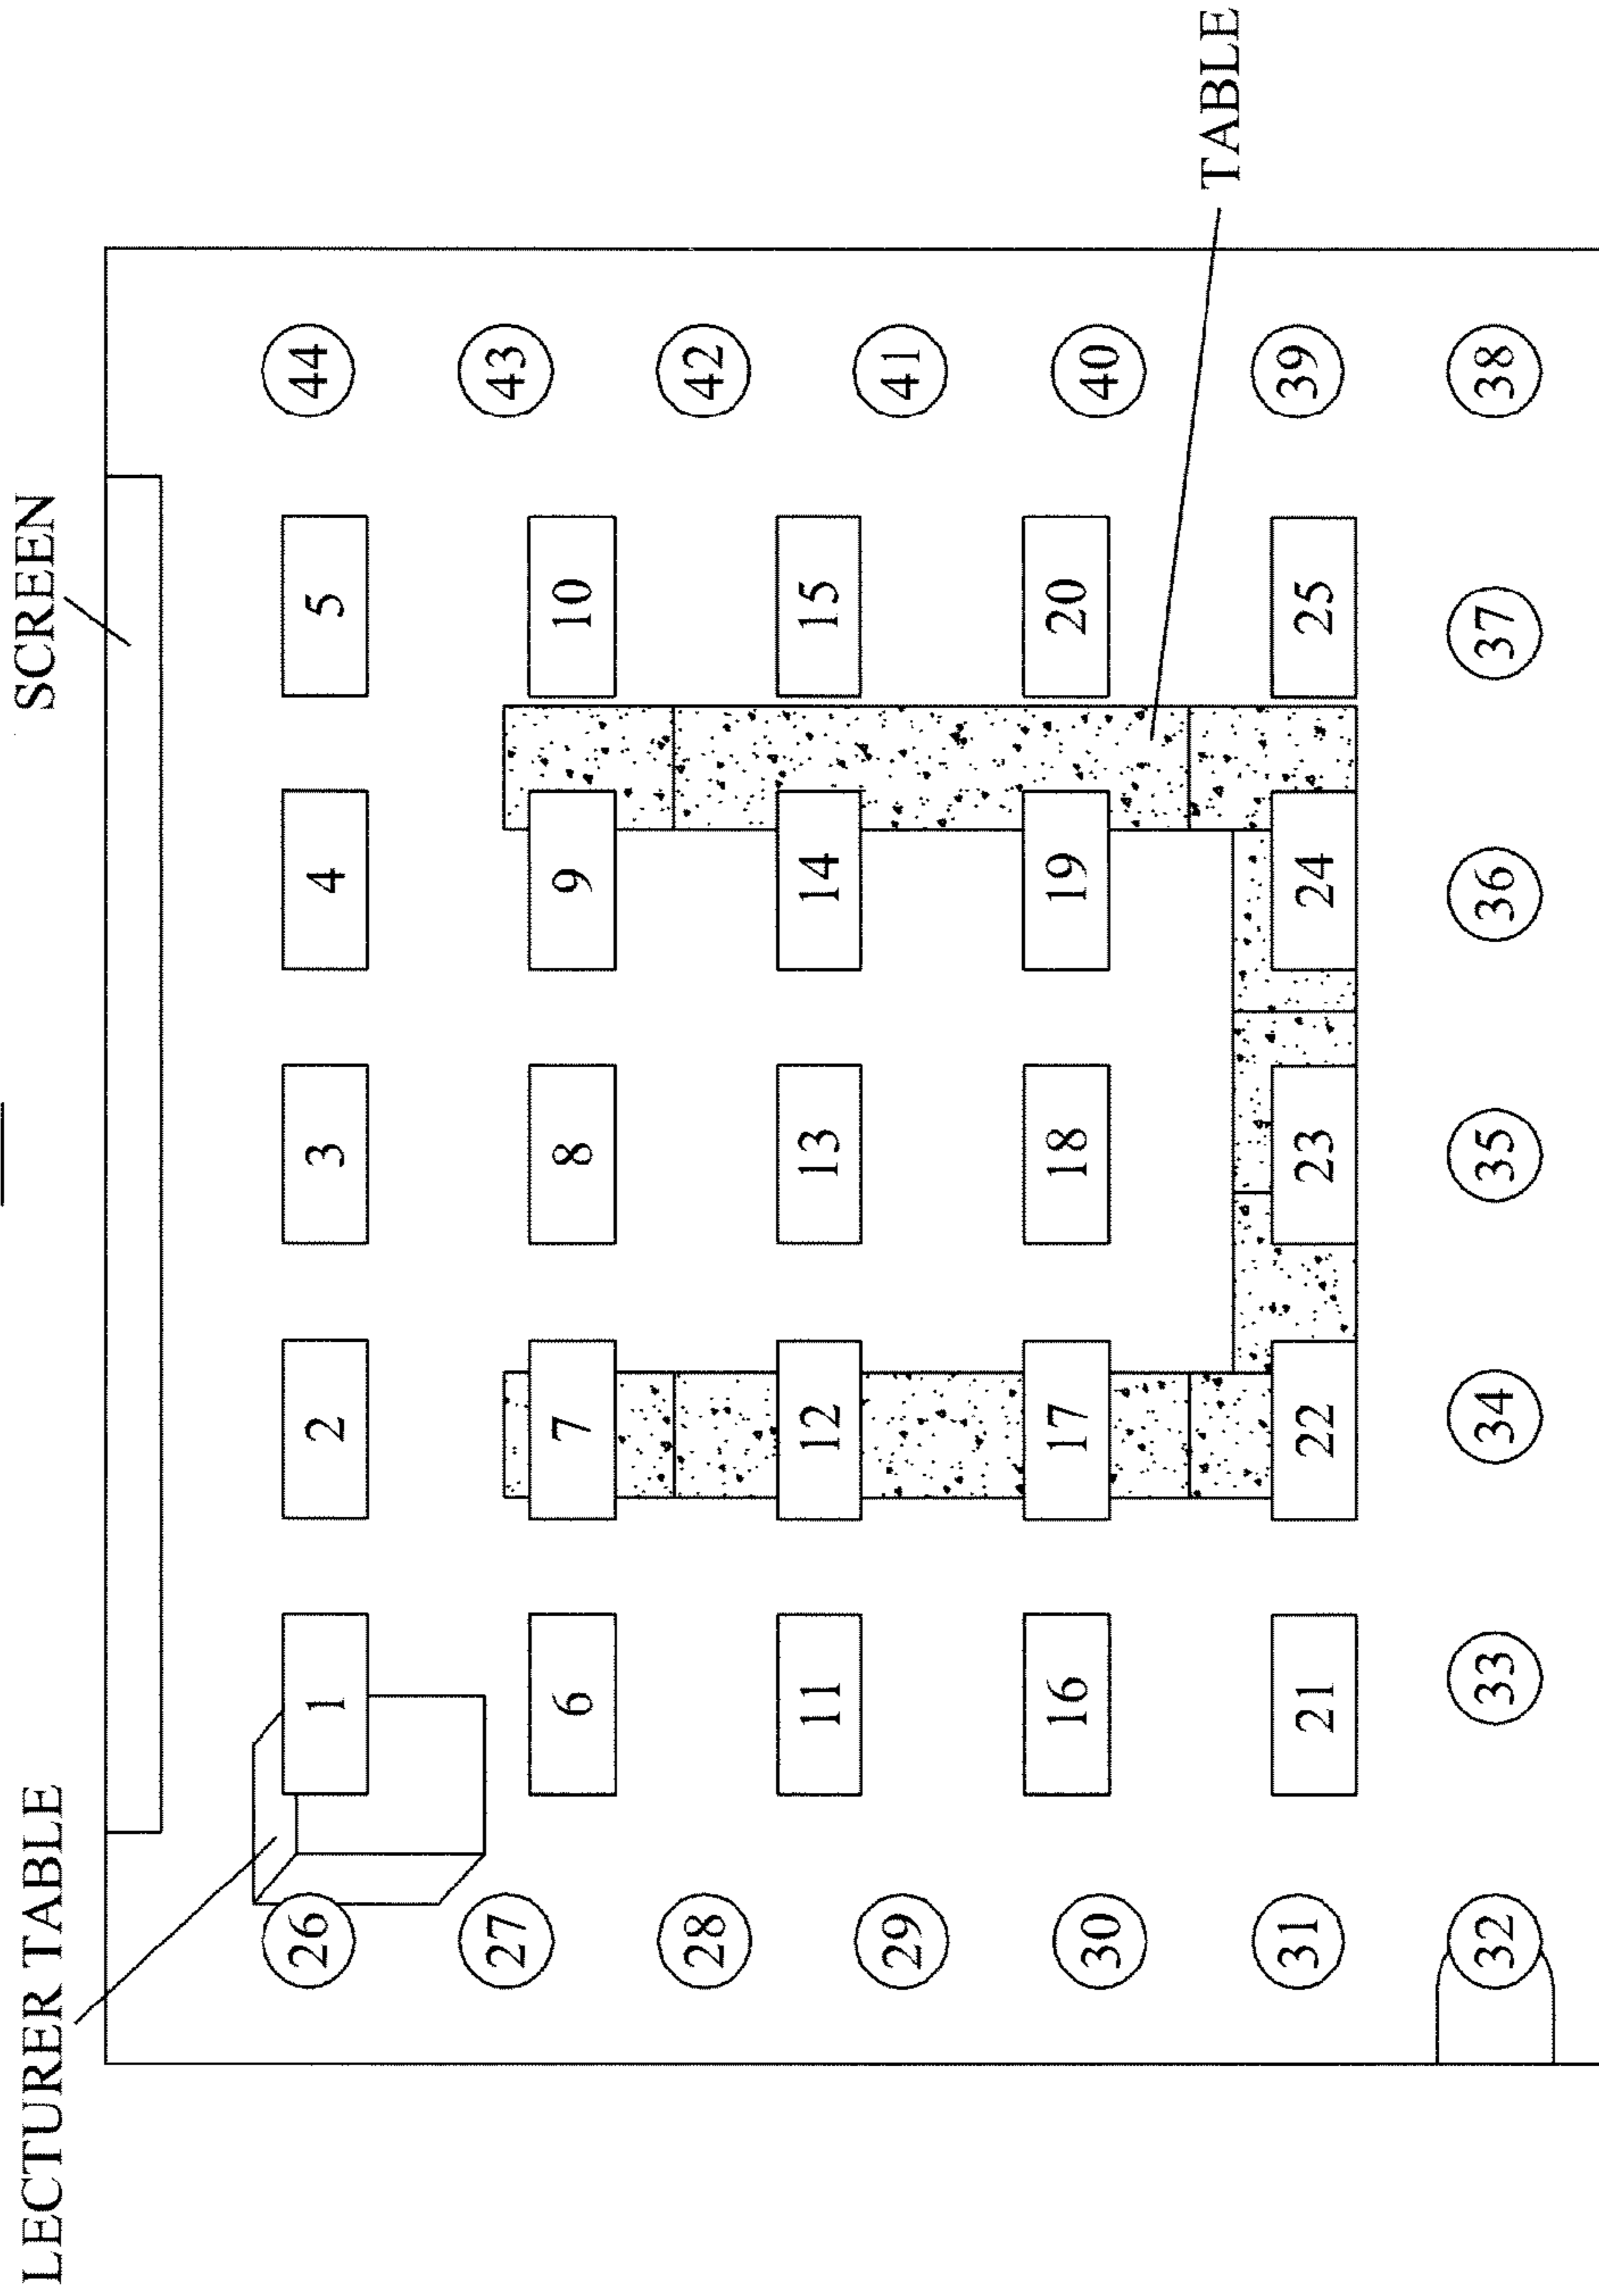 LECTURER TABLE
SCREEN
26 1 2 3 4 5 44
27 43
6 7 8 9 10
28 42
11 12 13 14 15
29 41
30 16 17 18 19 20 40
TABLE
31 21 22 23 24 25 39
32 33 34 35 36 37 38